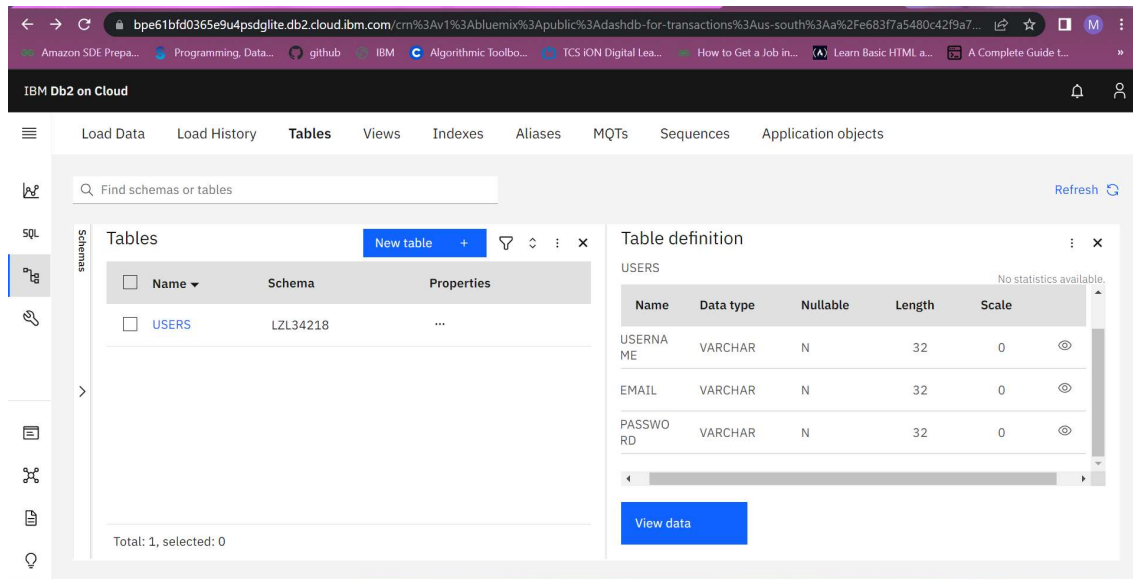 bpe61bfd0365e9u4psdglite.db2.cloud.ibm.com/crn%3Av1%3Abluemix%3Apublic%3Adashdb-for-transactions%3Aus-south%3Aa%2Fe683f7a5480c42f9a7... M
Amazon SDE Prepa... Programming, Data... github IBM C Algorithmic Toolbo... TCS iON Digital Lea... How to Get a Job in... (A) Learn Basic HTML a... A Complete Guide t... »
IBM Db2 on Cloud
Load Data Load History Tables Views Indexes Aliases MQTs Sequences Application objects
Find schemas or tables Refresh
SQL
Schemas
Tables New table +
Name Schema Properties
USERS LZL34218 ...
Total: 1, selected: 0
Table definition
USERS
No statistics available.
Name Data type Nullable Length Scale
USERNA
ME VARCHAR N 32 0
EMAIL VARCHAR N 32 0
PASSWO
RD VARCHAR N 32 0
View data